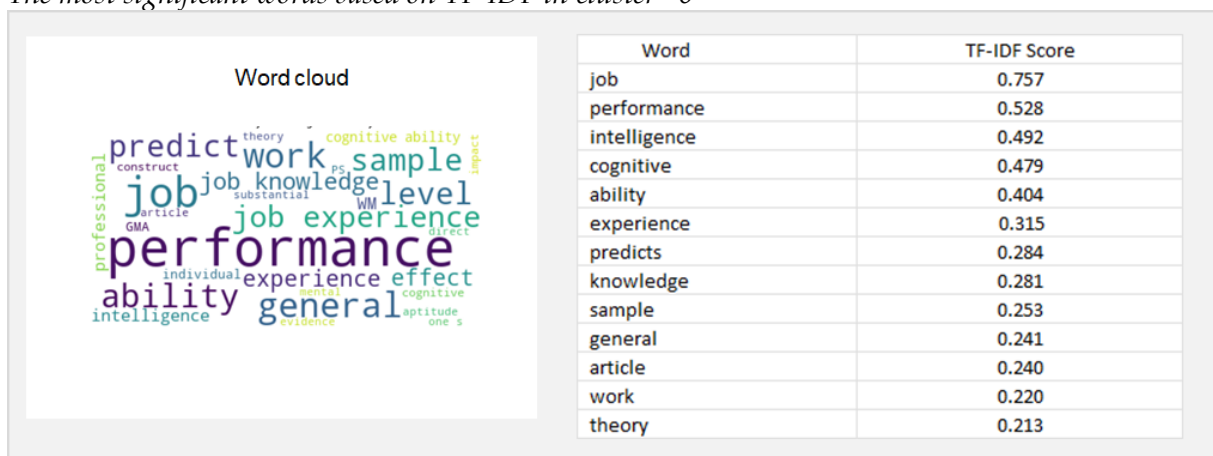 The most significant words based on TF-IDF in cluster
Word cloud
theory cognitive ability
predict work PS sample impact
construct
professional job job knowledge level
substantial WM
article
GMA job experience
direct
performance
individual experience effect
mental cognitive
ability general aptitude
intelligence evidence one s
Word TF-IDF Score
job 0.757
performance 0.528
intelligence 0.492
cognitive 0.479
ability 0.404
experience 0.315
predicts 0.284
knowledge 0.281
sample 0.253
general 0.241
article 0.240
work 0.220
theory 0.213